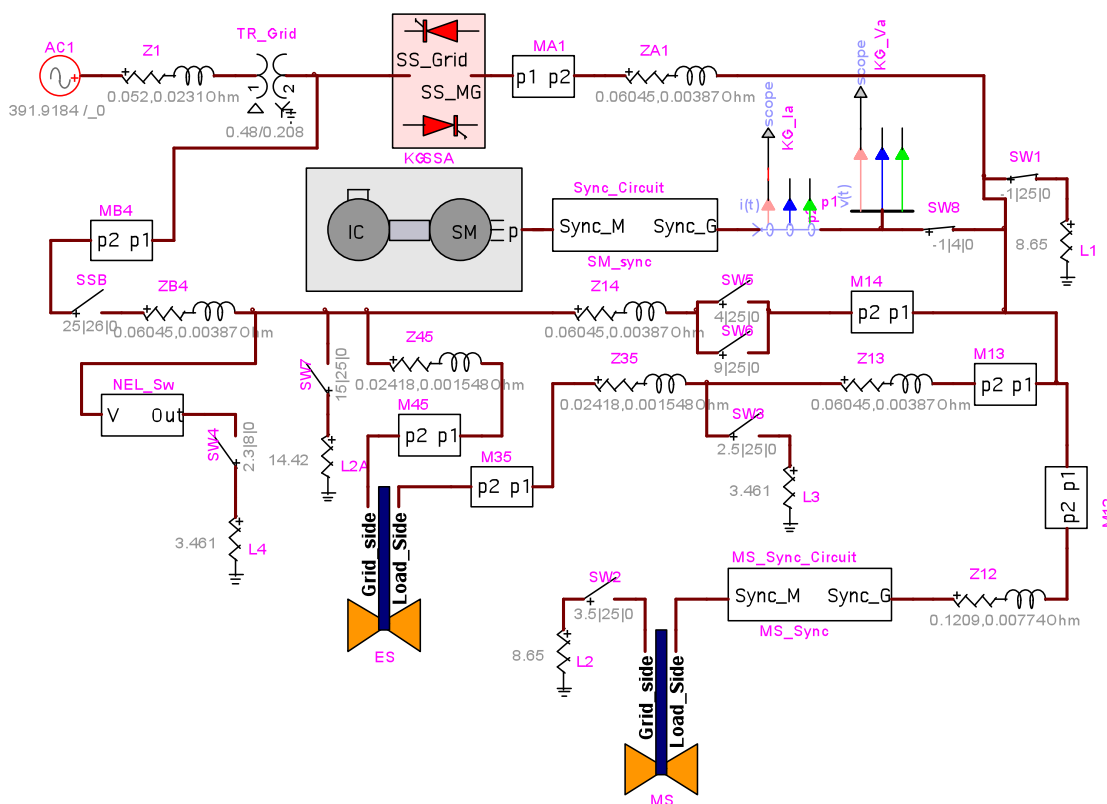 AC1
Z1
TR_Grid
MA1
ZA1
scope
KG_Va
SS_Grid
SS_MG
p1 p2
+
1
2
Δ
391.9184 /_0
0.052,0.0231Ohm
0.48/0.208
0.06045,0.00387Ohm
scope
KG_Ia
KGSSA
MB4
p2 p1
IC
SM
p
Sync_Circuit
Sync_M
Sync_G
SM_sync
i(t)
p2
p1
v(t)
SW8
-1|4|0
SW1
-1|25|0
8.65
L1
SSB
25|26|0
ZB4
0.06045,0.00387Ohm
Z14
0.06045,0.00387Ohm
SW5
4|25|0
SW6
9|25|0
M14
p2 p1
NEL_Sw
V
Out
SW7
15|25|0
Z45
0.02418,0.001548Ohm
Z35
0.02418,0.001548Ohm
Z13
0.06045,0.00387Ohm
M13
p2 p1
M45
p2 p1
SW4
2.3|8|0
14.42
L2A
M35
p2 p1
SW3
2.5|25|0
3.461
L3
p2 p1
3.461
L4
Grid_side
Load_Side
ES
MS_Sync_Circuit
Sync_M
Sync_G
MS_Sync
Z12
0.1209,0.00774Ohm
SW2
3.5|25|0
8.65
L2
Grid_side
Load_Side
MS